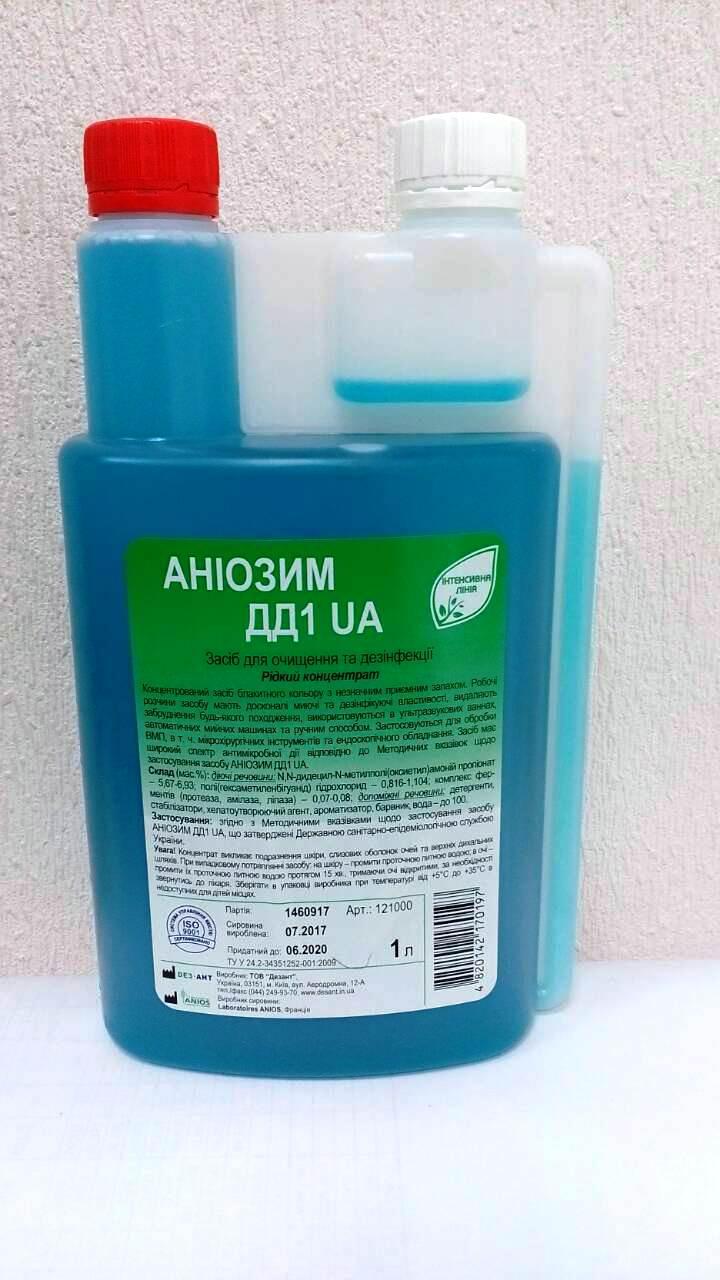 АНІОЗИМ
ДД1 UA
ІНТЕНСИВНА
ЛІНІЯ
Засіб для очищення та дезінфекції
Рідкий концентрат
Концентрований засіб блакитного кольору з незначним приємним запахом. Робочі
розчини засобу мають досконалі миючі та дезінфікуючі властивості, видаляють
забруднення будь-якого походження, використовуються в ультразвукових ваннах,
автоматичних мийних машинах та ручним способом. Застосовуються для обробки
ВМП, в т. ч. мікрохірургічних інструментів та ендоскопічного обладнання. Засіб має
широкий спектр антимікробної дії відповідно до Методичних вказівок щодо
застосування засобу АНІОЗИМ ДД1 UA.
Склад (мас.%): діючі речовини: N,N-дидецил-N-метилполі(оксиетил)амоній пропіонат
– 5,67-6,93; полі(гексаметиленбігуанід) гідрохлорид – 0,816-1,104; комплекс фер-
ментів (протеаза, амілаза, ліпаза) – 0,07-0,08; допоміжні речовини: детергенти,
стабілізатори, хелатоутворюючий агент, ароматизатор, барвник, вода – до 100.
Застосування: згідно з Методичними вказівками щодо застосування засобу
АНІОЗИМ ДД1 UA, що затверджені Державною санітарно-епідеміологічною службою
України.
Увага! Концентрат викликає подразнення шкіри, слизових оболонок очей та верхніх дихальних
шляхів. При випадковому потраплянні засобу: на шкіру – промити проточною питною водою; в очі –
промити їх проточною питною водою протягом 15 хв., тримаючи очі відкритими, за необхідності
звернутись до лікаря. Зберігати в упаковці виробника при температурі від +5°С до +35°С в
недоступних для дітей місцях.
Партія: 1460917 Арт.: 121000
Сировина
вироблена: 07.2017
Придатний до: 06.2020
1 л
ТУ У 24.2-34351252-001:2009
ISO
9001
СЕРТИФІКОВАНО
DEЗ-АНТ
Виробник: ТОВ "Дезант".
Україна, 03151, м. Київ, вул. Аеродромна, 12-А
тел./факс (044) 249-93-70, www.desant.in.ua
ANIOS
Виробник сировини:
Laboratoires ANIOS, Франція
4 820142 170197